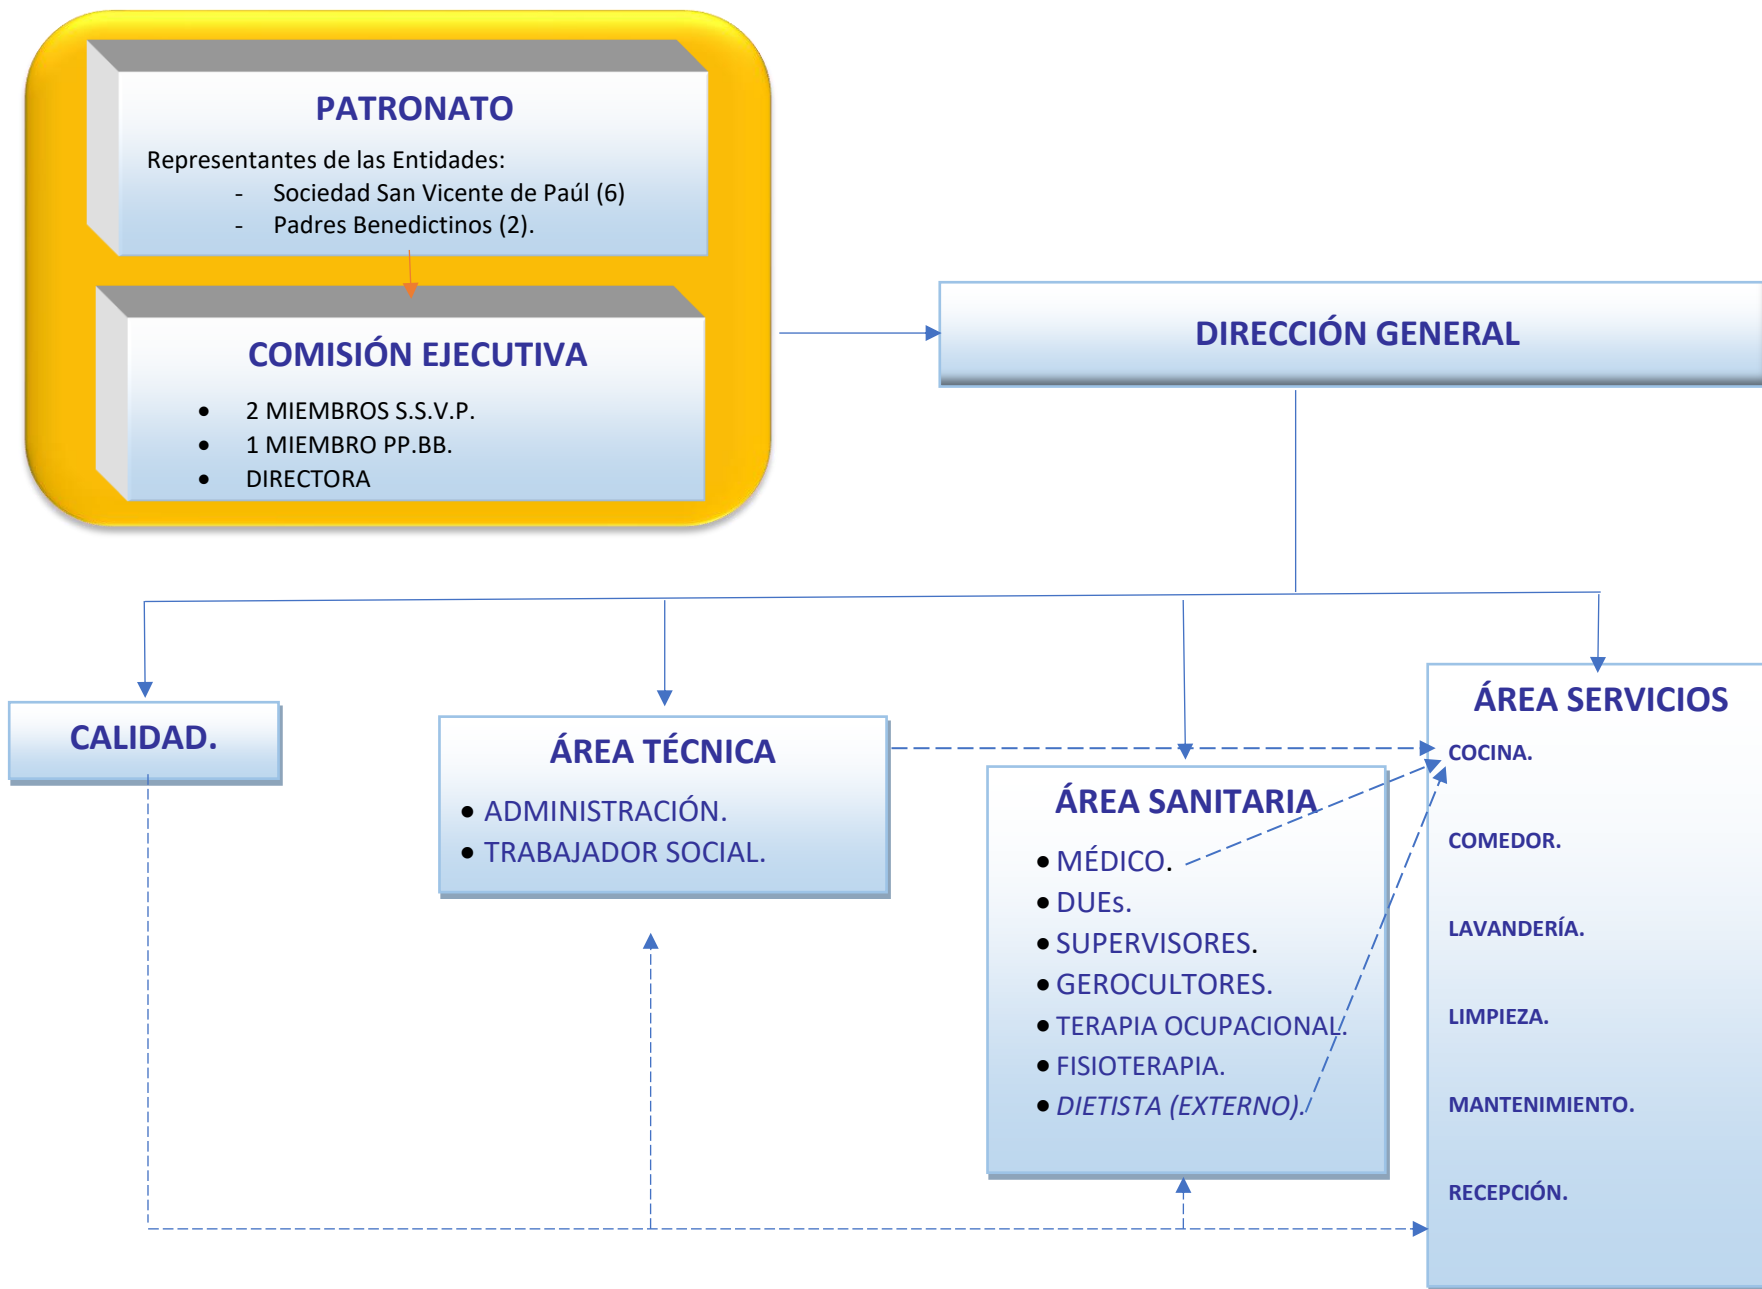 PATRONATO
Representantes de las Entidades:
- Sociedad San Vicente de Paúl (6)
- Padres Benedictinos (2).
COMISIÓN EJECUTIVA
• 2 MIEMBROS S.S.V.P.
• 1 MIEMBRO PP.BB.
• DIRECTORA
DIRECCIÓN GENERAL
CALIDAD.
ÁREA TÉCNICA
• ADMINISTRACIÓN.
• TRABAJADOR SOCIAL.
ÁREA SANITARIA
• MÉDICO.
• DUEs.
• SUPERVISORES.
• GEROCULTORES.
• TERAPIA OCUPACIONAL.
• FISIOTERAPIA.
• DIETISTA (EXTERNO).
ÁREA SERVICIOS
COCINA.
COMEDOR.
LAVANDERÍA.
LIMPIEZA.
MANTENIMIENTO.
RECEPCIÓN.